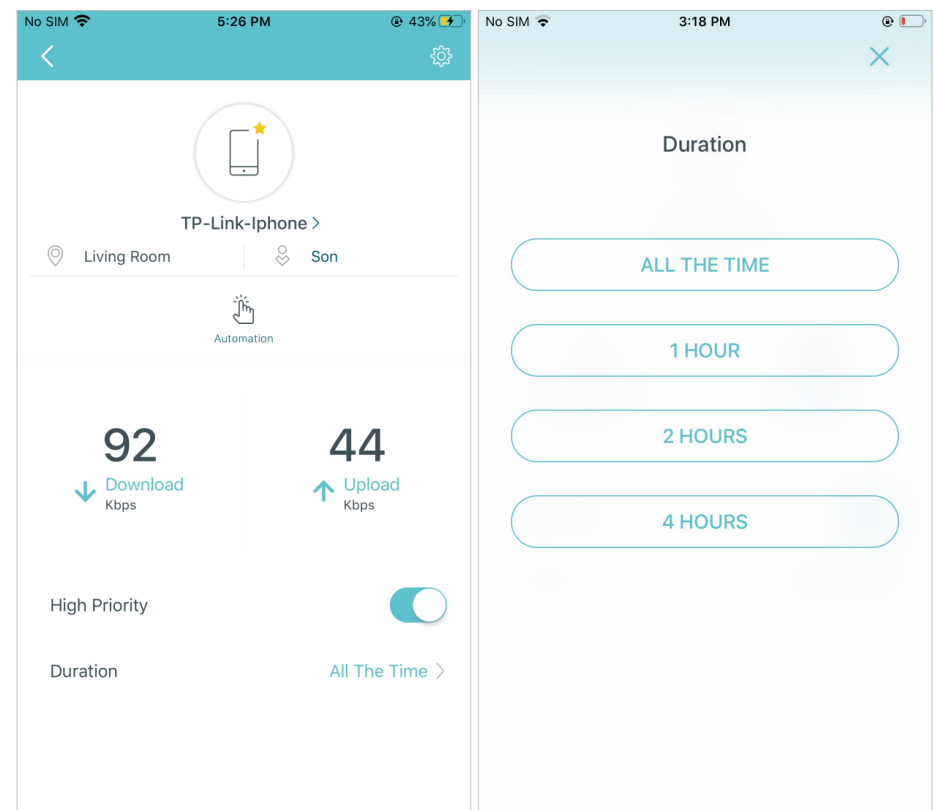 No SIM 5:26 PM 43%
TP-Link-Iphone >
Living Room Son
Automation
92 44
Download Upload
Kbps Kbps
High Priority
Duration All The Time >
No SIM 3:18 PM
Duration
ALL THE TIME
1 HOUR
2 HOURS
4 HOURS